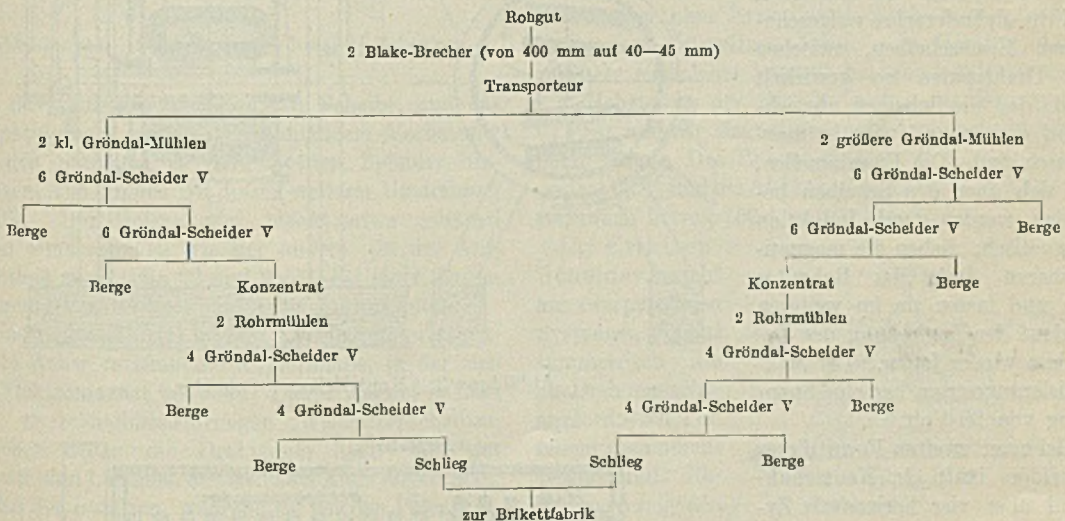 Rohgut
2 Blake-Brecher (von 400 mm auf 40—45 mm)
Transporteur
2 kl. Gröndal-Mühlen
2 größere Gröndal-Mühlen
6 Gröndal-Scheider V
6 Gröndal-Scheider V
Berge
6 Gröndal-Scheider V
6 Gröndal-Scheider V
Berge
Berge
Konzentrat
Konzentrat
Berge
2 Rohrmühlen
2 Rohrmühlen
4 Gröndal-Scheider V
4 Gröndal-Scheider V
Berge
4 Gröndal-Scheider V
4 Gröndal-Scheider V
Berge
Berge
Schlieg
Schlieg
Berge
zur Brikettfabrik